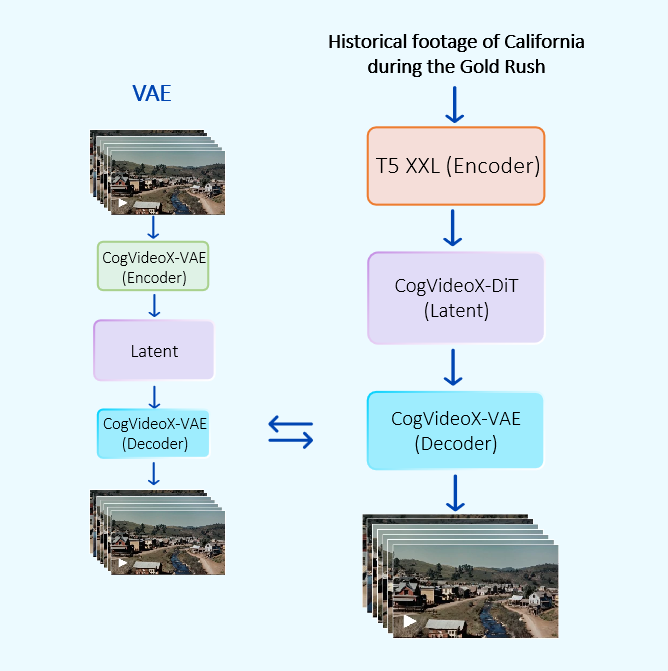 VAE
CogVideoX-VAE
(Encoder)
Latent
CogVideoX-VAE
(Decoder)
Historical footage of California
during the Gold Rush
T5 XXL (Encoder)
CogVideoX-DiT
(Latent)
CogVideoX-VAE
(Decoder)